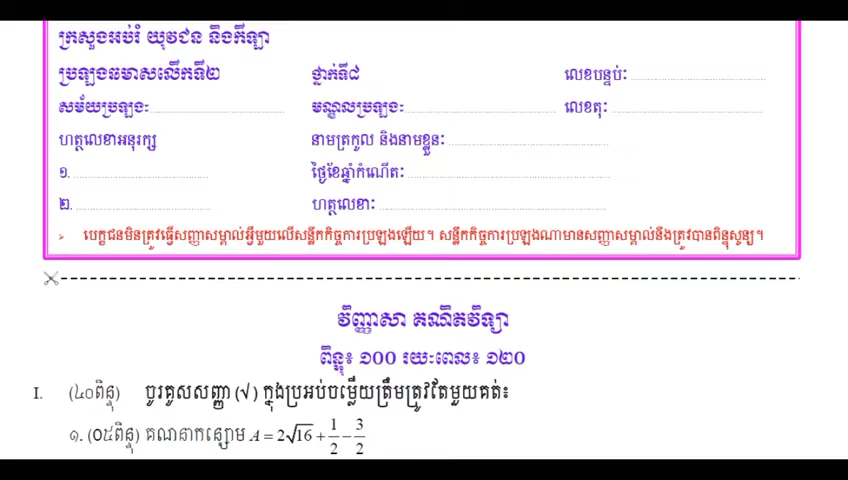 ក្រសួងអប់រំ យុវជន និងកីឡា
ប្រឡងឆមាសលើកទី២ ថ្នាក់ទី៨ លេខបន្ទប់:
សម័យប្រឡង: មណ្ឌលប្រឡង: លេខតុ:
ហត្ថលេខាអនុរក្ស នាមត្រកូល និងនាមខ្លួន:
១. ថ្ងៃខែឆ្នាំកំណើត:
២. ហត្ថលេខា:
➢ បេក្ខជនមិនត្រូវធ្វើសញ្ញាសម្គាល់អ្វីមួយលើសន្លឹកកិច្ចការប្រឡងឡើយ។ សន្លឹកកិច្ចការប្រឡងណាមានសញ្ញាសម្គាល់នឹងត្រូវបានពិន្ទុសូន្យ។
វិញ្ញាសា គណិតវិទ្យា
ពិន្ទុ៖ ១០០ រយៈពេល៖ ១២០
I. (៤០ពិន្ទុ) ចូរគូសសញ្ញា (√) ក្នុងប្រអប់ចម្លើយត្រឹមត្រូវតែមួយគត់៖
១. (០៥ពិន្ទុ) គណនាកន្សោម A = 2√16 + 1/2 − 3/2